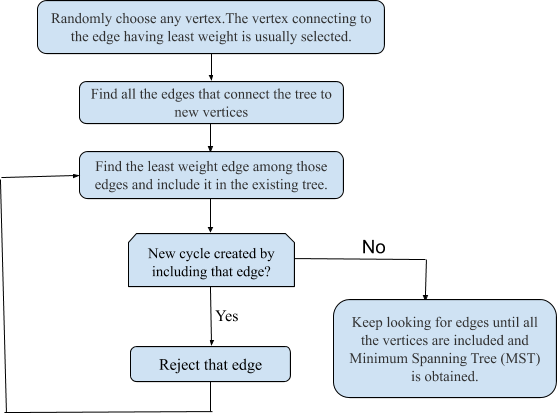 Randomly choose any vertex.The vertex connecting to
the edge having least weight is usually selected.
Find all the edges that connect the tree to
new vertices
Find the least weight edge among those
edges and include it in the existing tree.
New cycle created by
including that edge?
No
Yes
Keep looking for edges until all
the vertices are included and
Minimum Spanning Tree (MST)
is obtained.
Reject that edge